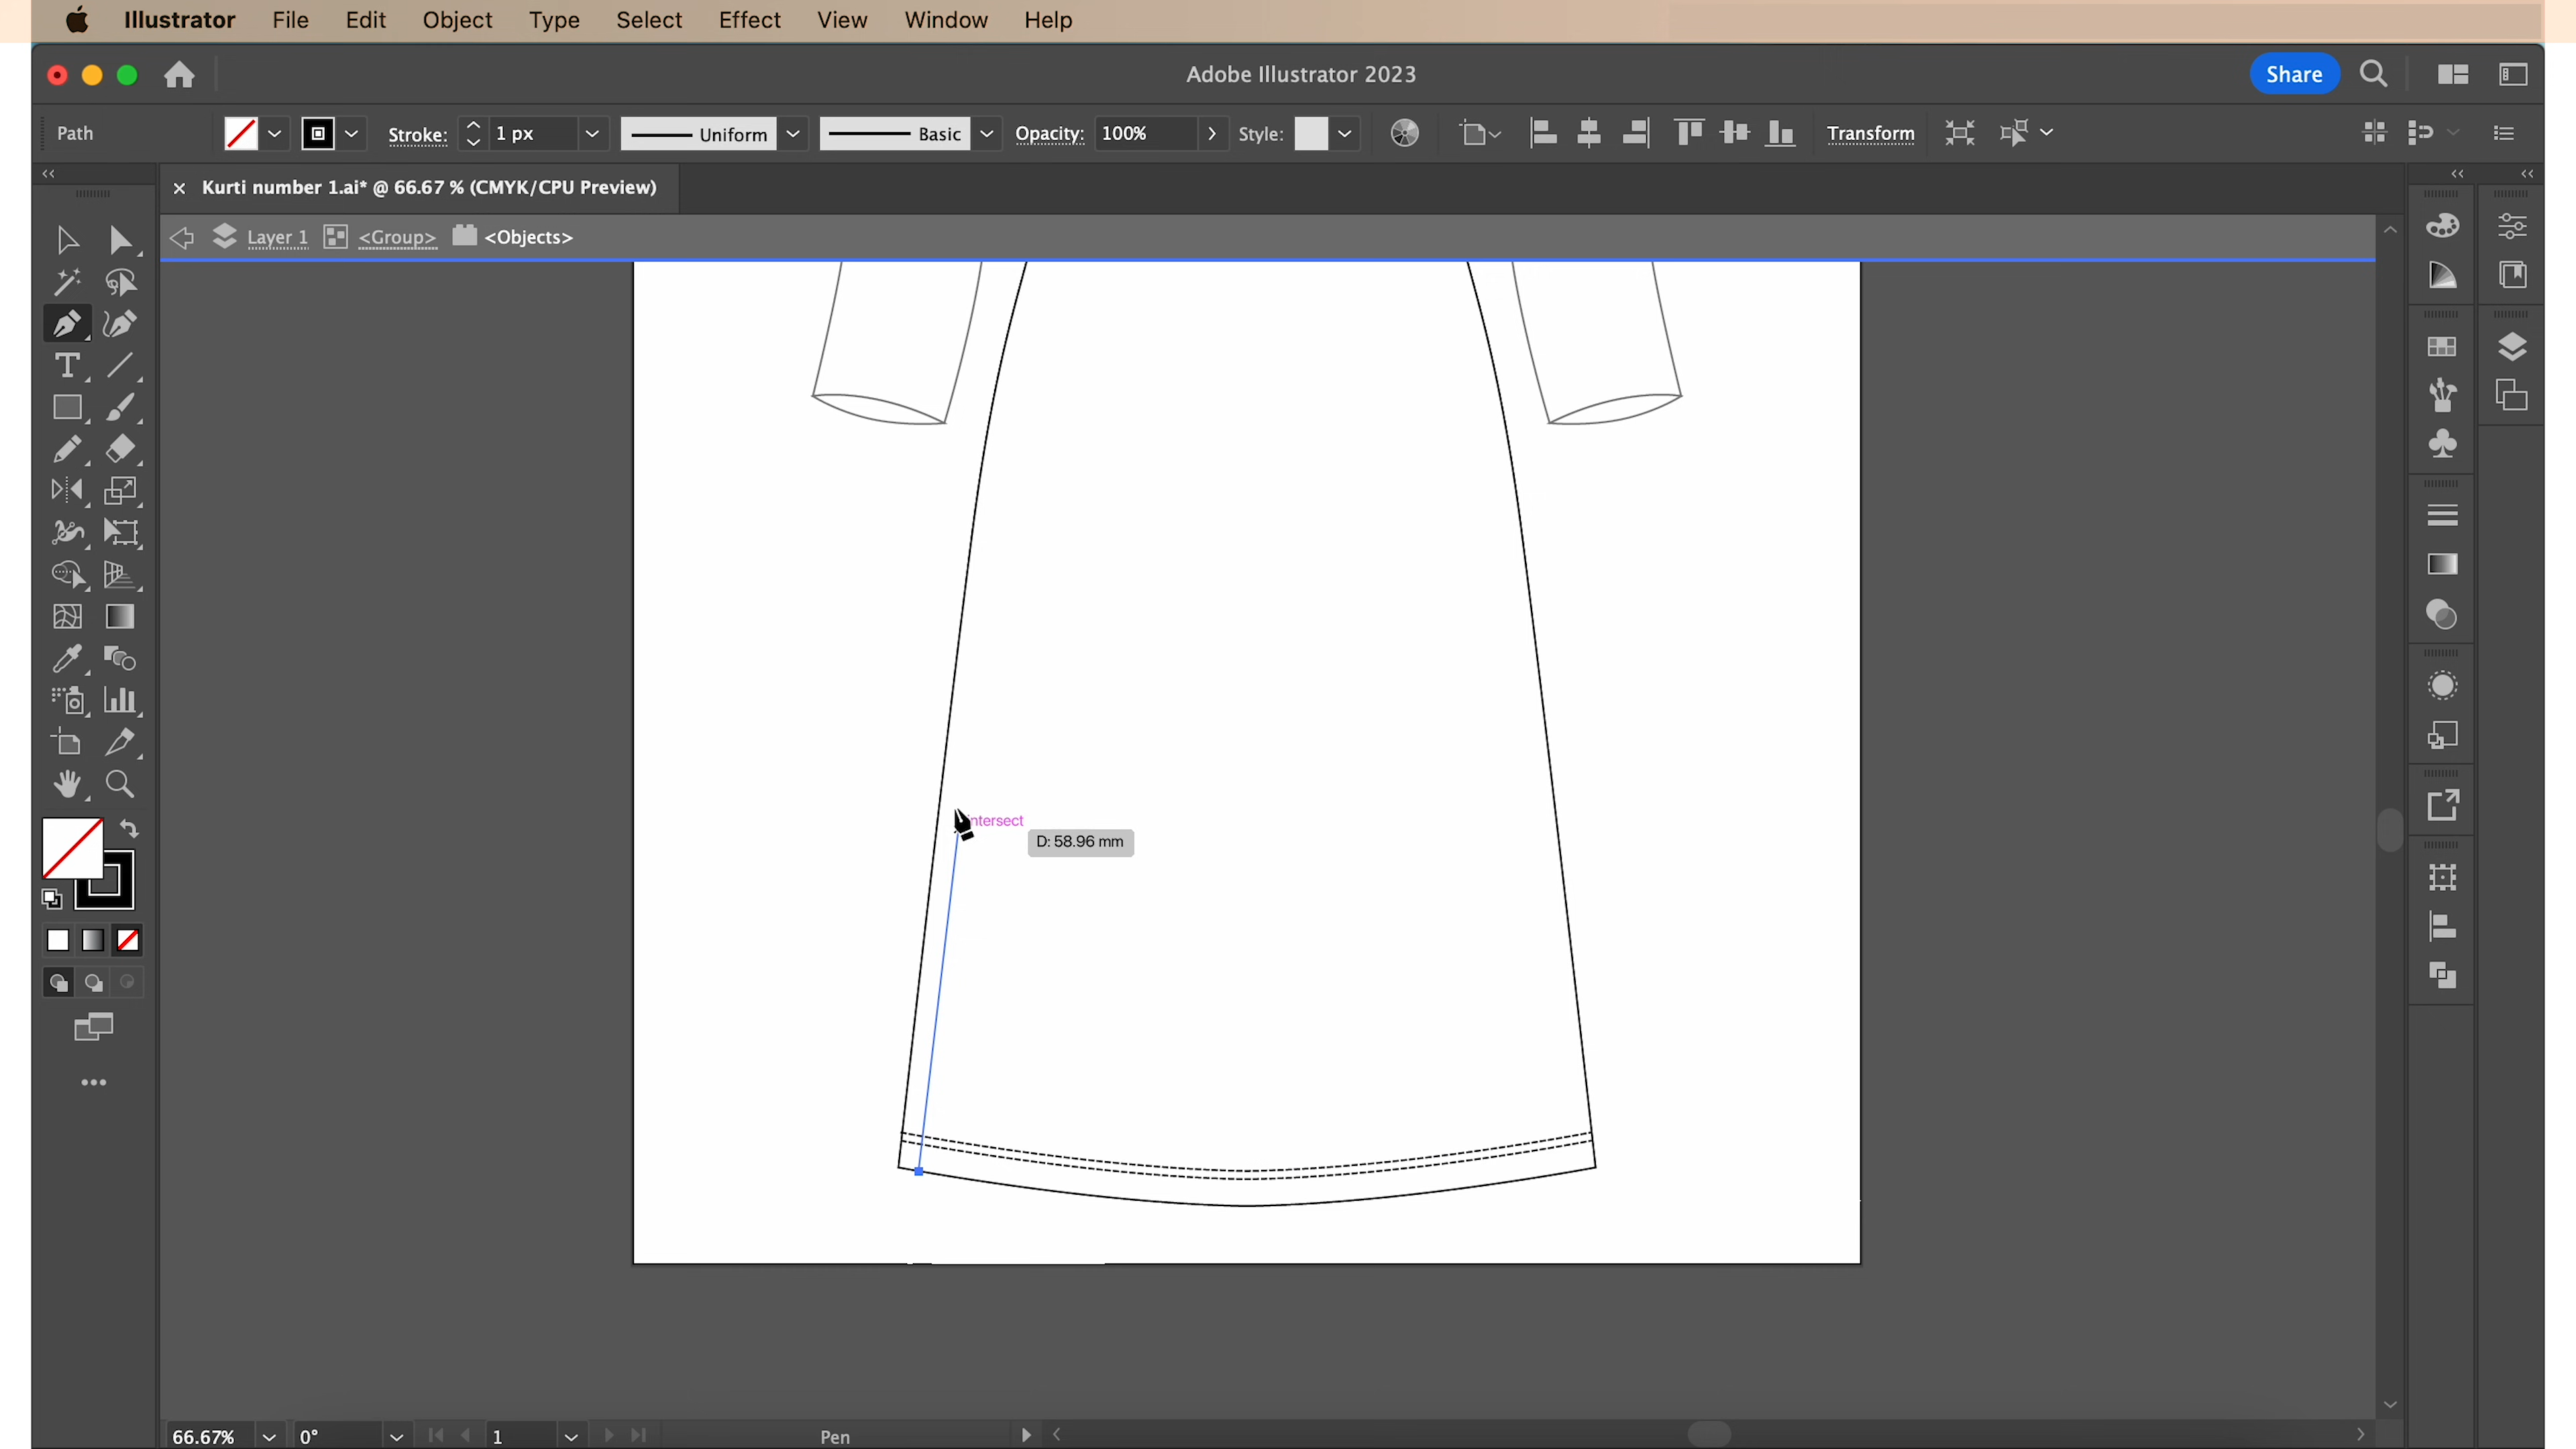 Illustrator File Edit Object Type Select Effect View Window Help
Adobe Illustrator 2023
Share
Path
Stroke: 1 px Uniform Basic Opacity: 100% Style: Transform
× Kurti number 1.ai* @ 66.67 % (CMYK/CPU Preview)
Layer 1 <Group> <Objects>
intersect
D: 58.96 mm
66.67% 0° 1 Pen